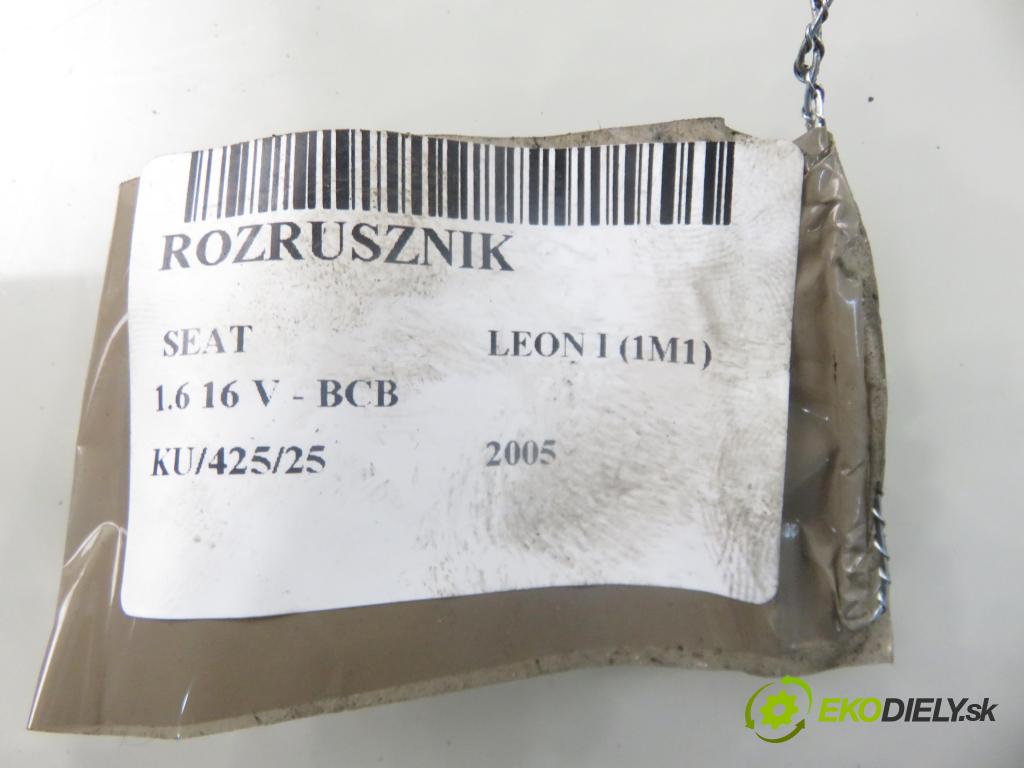 ROZRUSZNIK
SEAT LEON I (1M1)
1.6 16 V - BCB
KU/425/25 2005
EKODIELY.sk